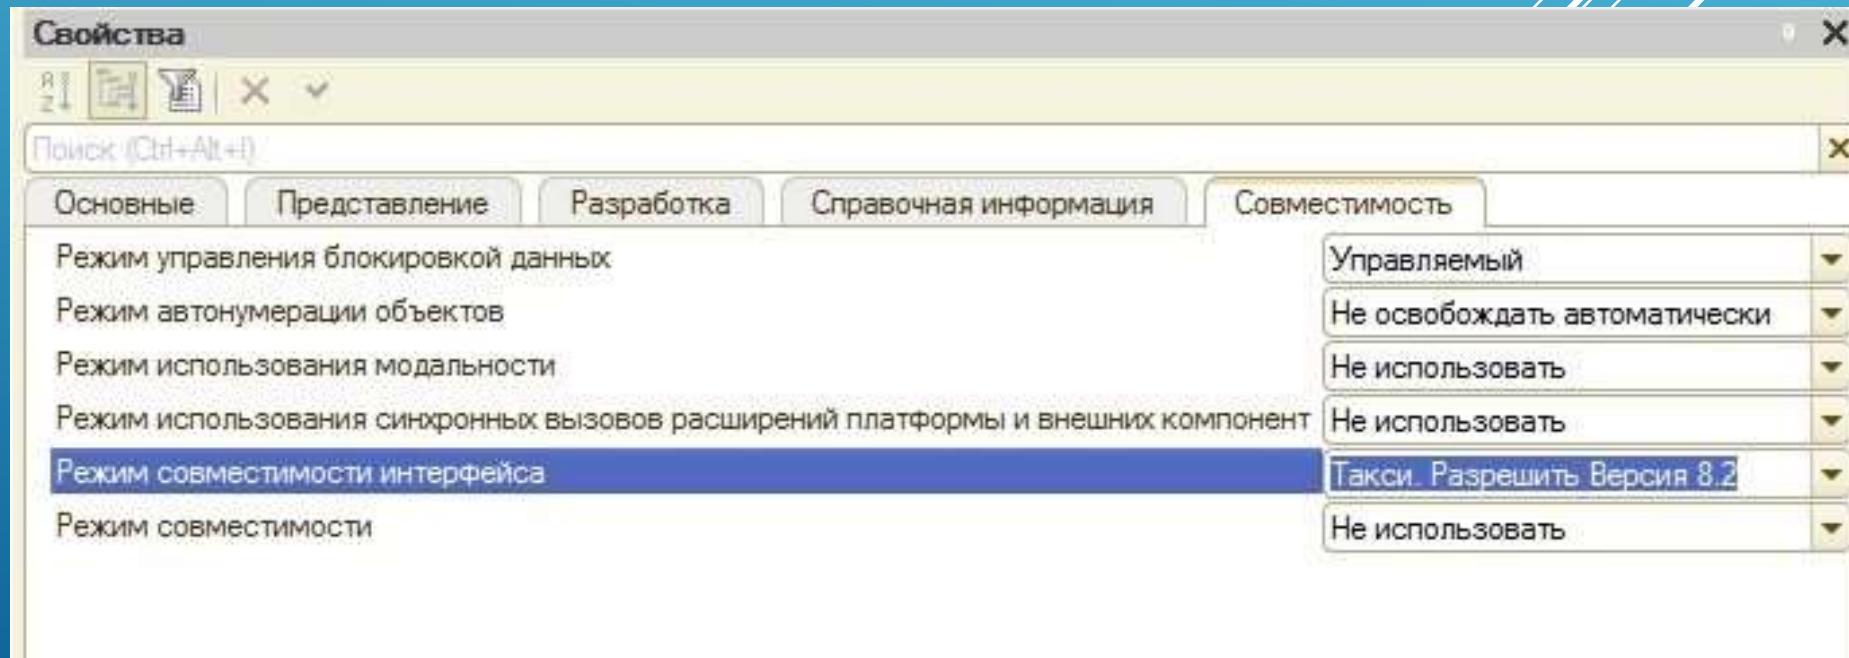 Свойства
Поиск (Ctrl+Alt+I)
Основные Представление Разработка Справочная информация Совместимость
Режим управления блокировкой данных Управляемый
Режим автонумерации объектов Не освобождать автоматически
Режим использования модальности Не использовать
Режим использования синхронных вызовов расширений платформы и внешних компонент Не использовать
Режим совместимости интерфейса Такси. Разрешить Версия 8.2
Режим совместимости Не использовать